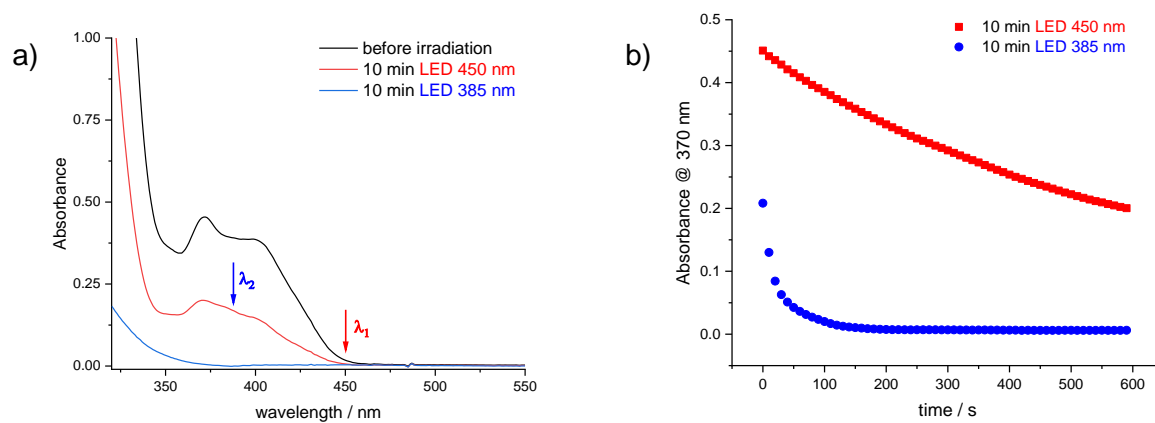 a)
before irradiation
10 min LED 450 nm
10 min LED 385 nm
1.00
0.75
0.50
0.25
0.00
Absorbance
λ2
λ1
350 400 450 500 550
wavelength / nm
b)
10 min LED 450 nm
10 min LED 385 nm
0.5
0.4
0.3
0.2
0.1
0.0
Absorbance @ 370 nm
0 100 200 300 400 500 600
time / s